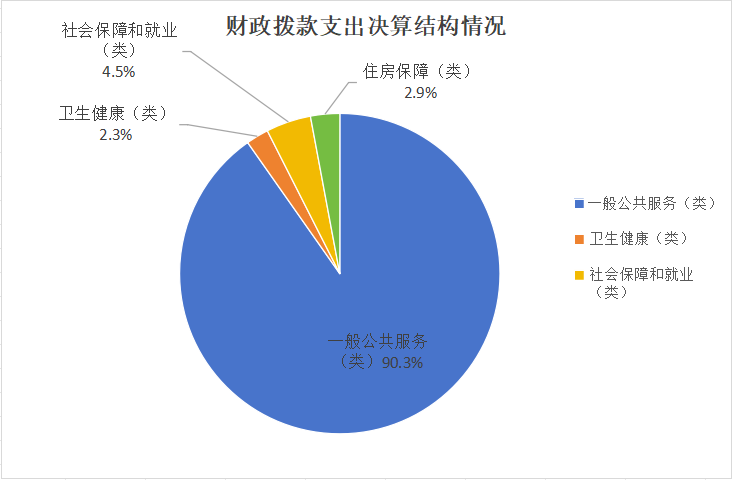 财政拨款支出决算结构情况
社会保障和就业
（类）
4.5%
住房保障（类）
2.9%
卫生健康（类）
2.3%
一般公共服务（类）
卫生健康（类）
社会保障和就业
（类）
一般公共服务
（类）90.3%